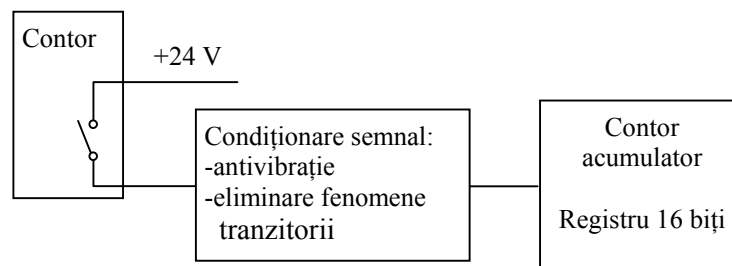 Contor
+24 V
Condiționare semnal:
-antivibrație
-eliminare fenomene
tranzitorii
Contor
acumulator
Registru 16 biți